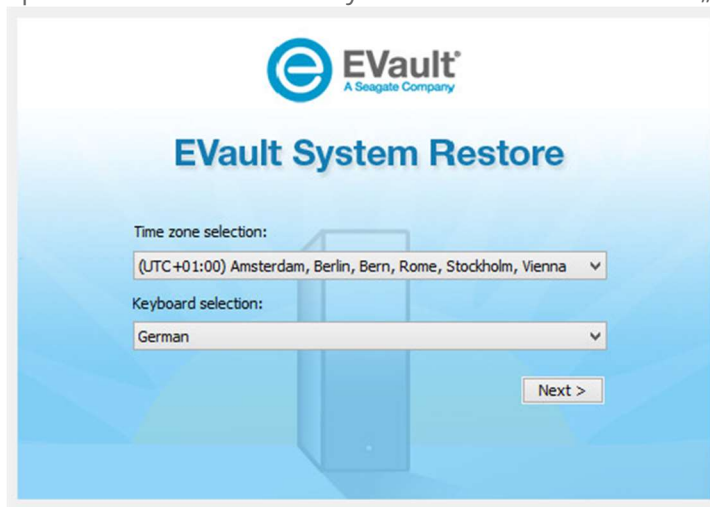 EVault®
A Seagate Company
EVault System Restore
Time zone selection:
(UTC+01:00) Amsterdam, Berlin, Bern, Rome, Stockholm, Vienna
Keyboard selection:
German
Next >